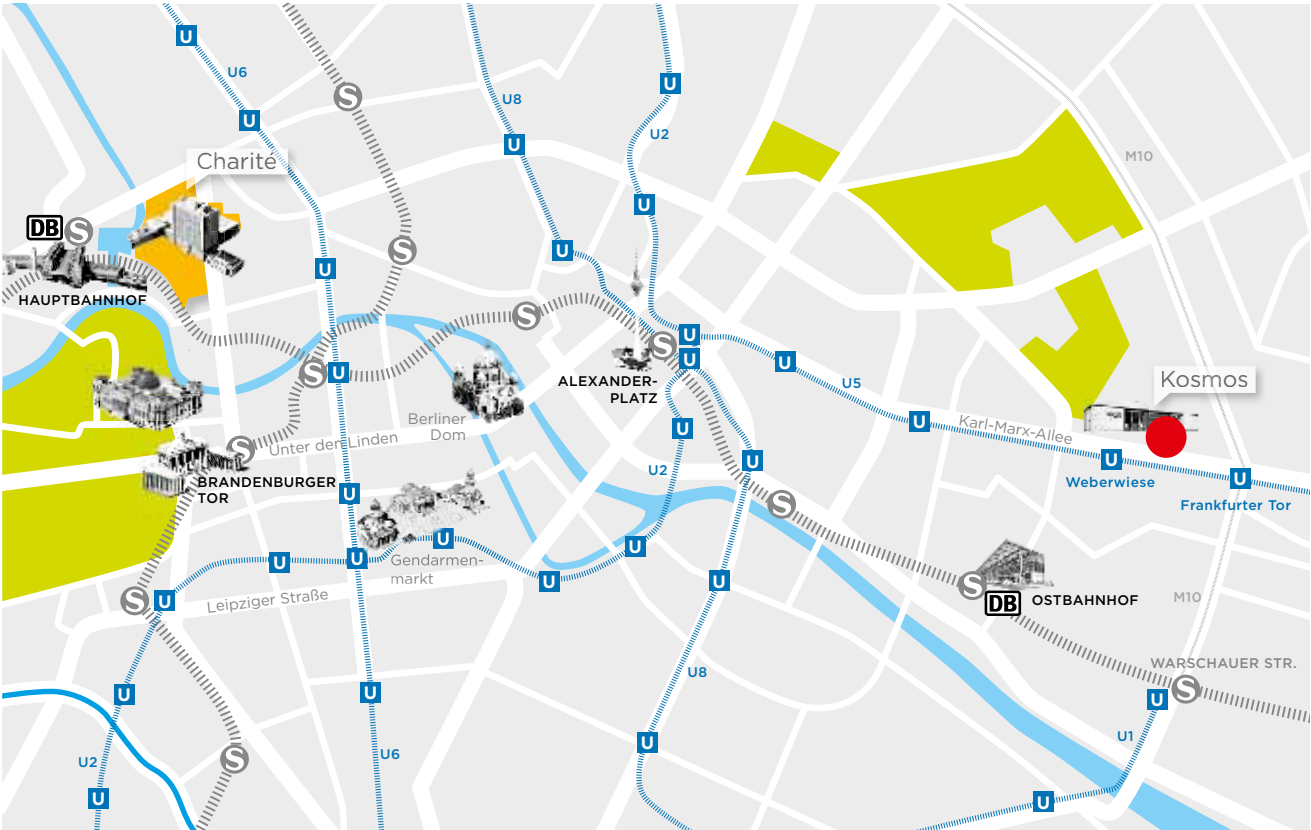 U
U6
S
U8
U
U2
U
U
M10
Charité
U
S
DB
S
HAUPTBAHNHOF
U
U
S
U
S
S
U
U
U
U5
ALEXANDER-
PLATZ
S
U
Kosmos
Berliner
Dom
Unter den Linden
S
U
U
Karl-Marx-Allee
BRANDENBURGER
TOR
U2
U
U
Weberwiese
U
Frankfurter Tor
U
S
U
U
U
U
Gendarmen-
markt
U
U
S
DB
OSTBAHNHOF
M10
S
U
Leipziger Straße
U8
WARSCHAUER STR.
S
U
U
U
U1
U2
U6
S
U
U
U